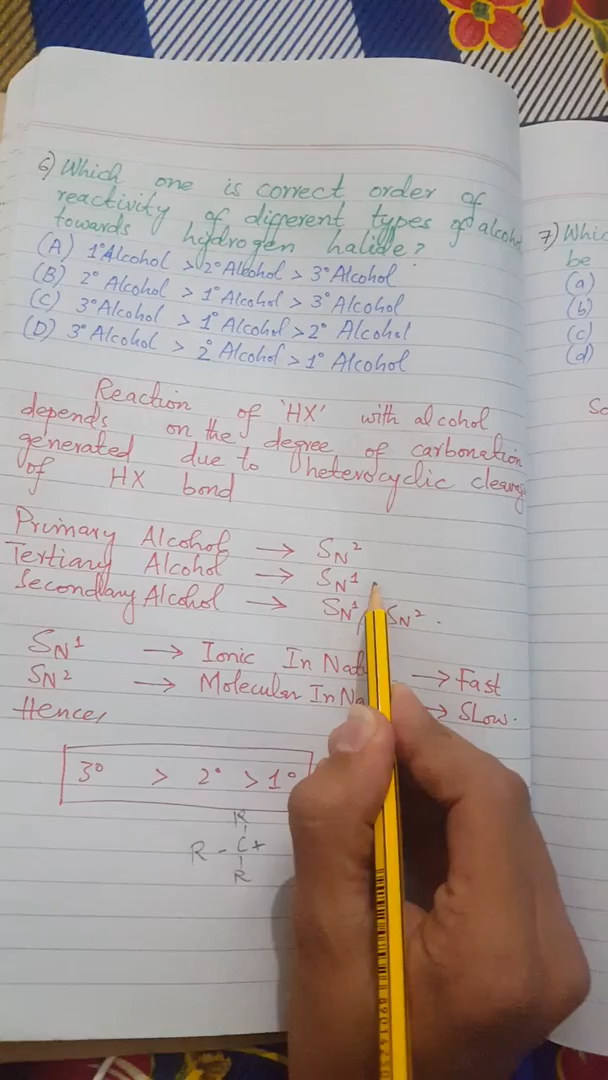 6) Which one is correct order of
reactivity of different types of alcohol
towards hydrogen halide?
(A) 1° Alcohol > 2° Alcohol > 3° Alcohol
(B) 2° Alcohol > 1° Alcohol > 3° Alcohol
(C) 3° Alcohol > 1° Alcohol > 2° Alcohol
(D) 3° Alcohol > 2° Alcohol > 1° Alcohol
Reaction of 'HX' with alcohol
depends on the degree of carbonation
generated due to heterocyclic cleavage
of HX bond
Primary Alcohol → SN²
Tertiary Alcohol → SN¹
Secondary Alcohol → SN¹, SN².
SN¹ → Ionic In Nat → Fast
SN² → Molecular In Na → Slow.
Hence,
3° > 2° > 1°
R
R - C+
R
7) Whic
be
(a)
(b)
(c)
(d)
So